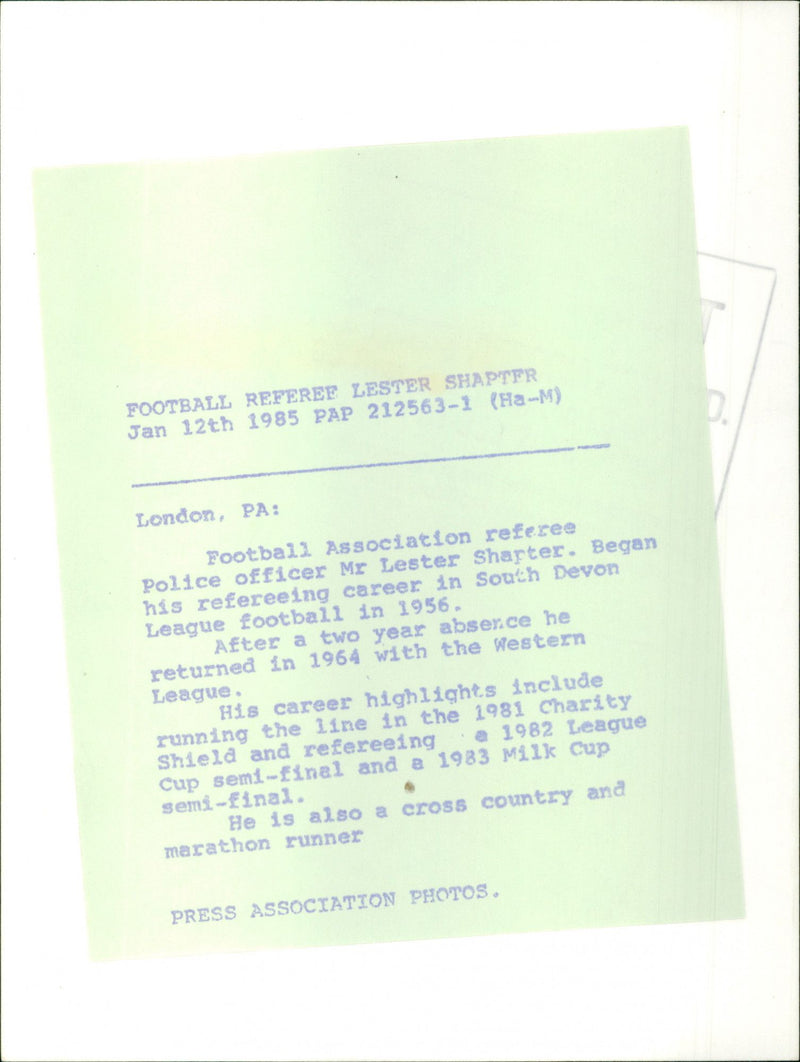 FOOTBALL REFEREE LESTER SHAPTER
Jan 12th 1985 PAP 212563-1 (Ha-M)
London, PA:
Football Association referee
Police officer Mr Lester Shapter. Began
his refereeing career in South Devon
League football in 1956.
After a two year absence he
returned in 1964 with the Western
League.
His career highlights include
running the line in the 1981 Charity
Shield and refereeing a 1982 League
Cup semi-final and a 1983 Milk Cup
semi-final.
He is also a cross country and
marathon runner
PRESS ASSOCIATION PHOTOS.